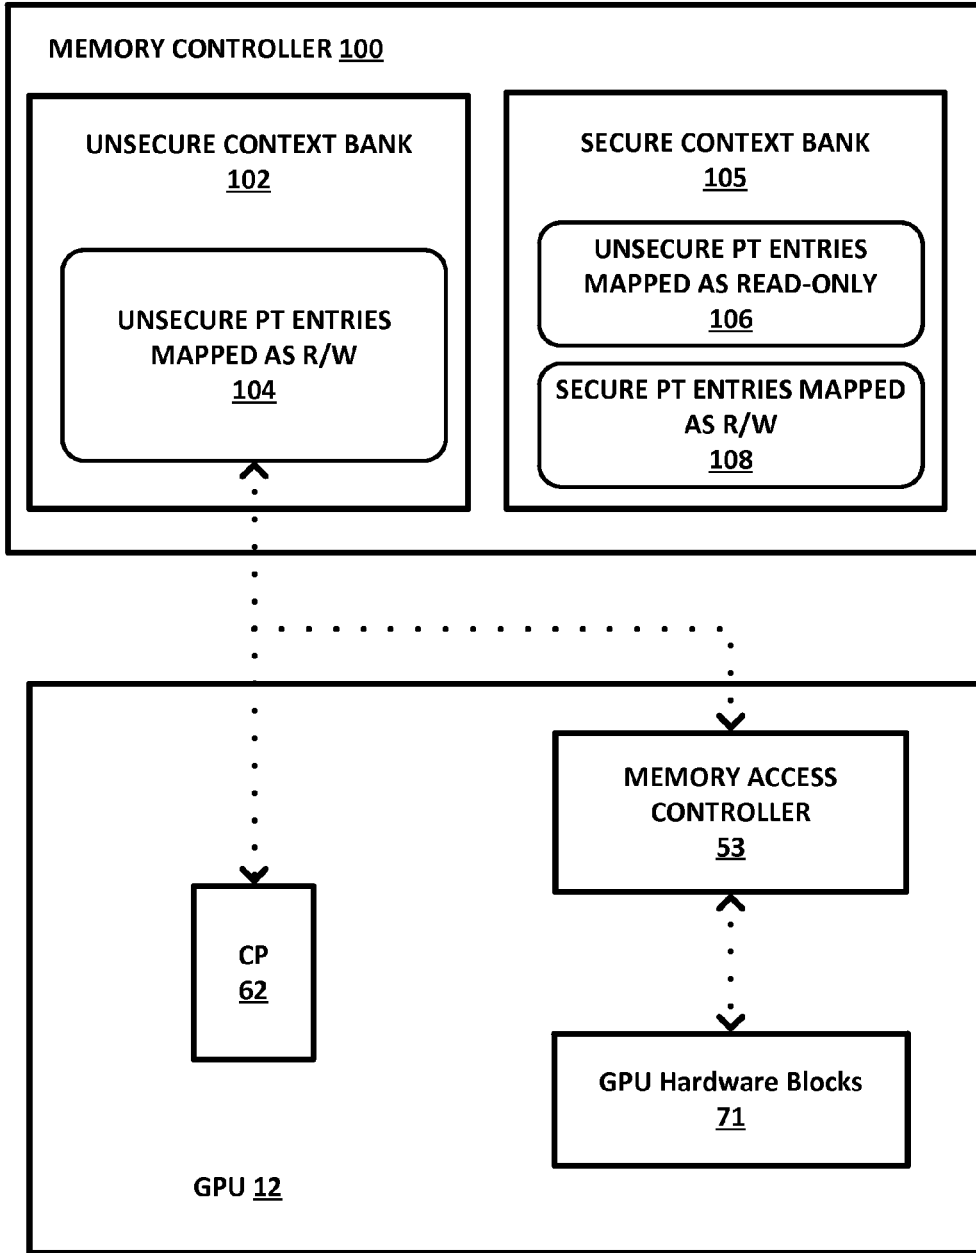 MEMORY CONTROLLER 100
UNSECURE CONTEXT BANK
102
UNSECURE PT ENTRIES
MAPPED AS R/W
104
SECURE CONTEXT BANK
105
UNSECURE PT ENTRIES
MAPPED AS READ-ONLY
106
SECURE PT ENTRIES MAPPED
AS R/W
108
MEMORY ACCESS
CONTROLLER
53
CP
62
GPU Hardware Blocks
71
GPU 12